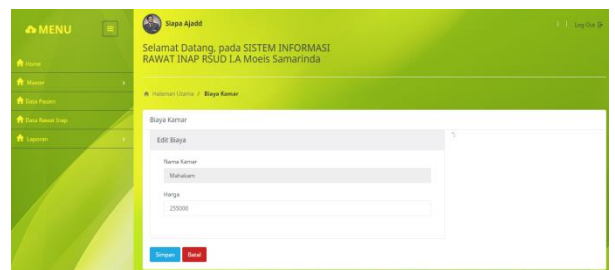 MENU
Siapa Ajadd
Log Out
Selamat Datang, pada SISTEM INFORMASI
RAWAT INAP RSUD I.A Moeis Samarinda
Home
Master
Data Pasien
Data Rawat Inap
Laporan
Halaman Utama / Biaya Kamar
Biaya Kamar
Edit Biaya
Nama Kamar
Mahakam
Harga
255000
Simpan
Batal